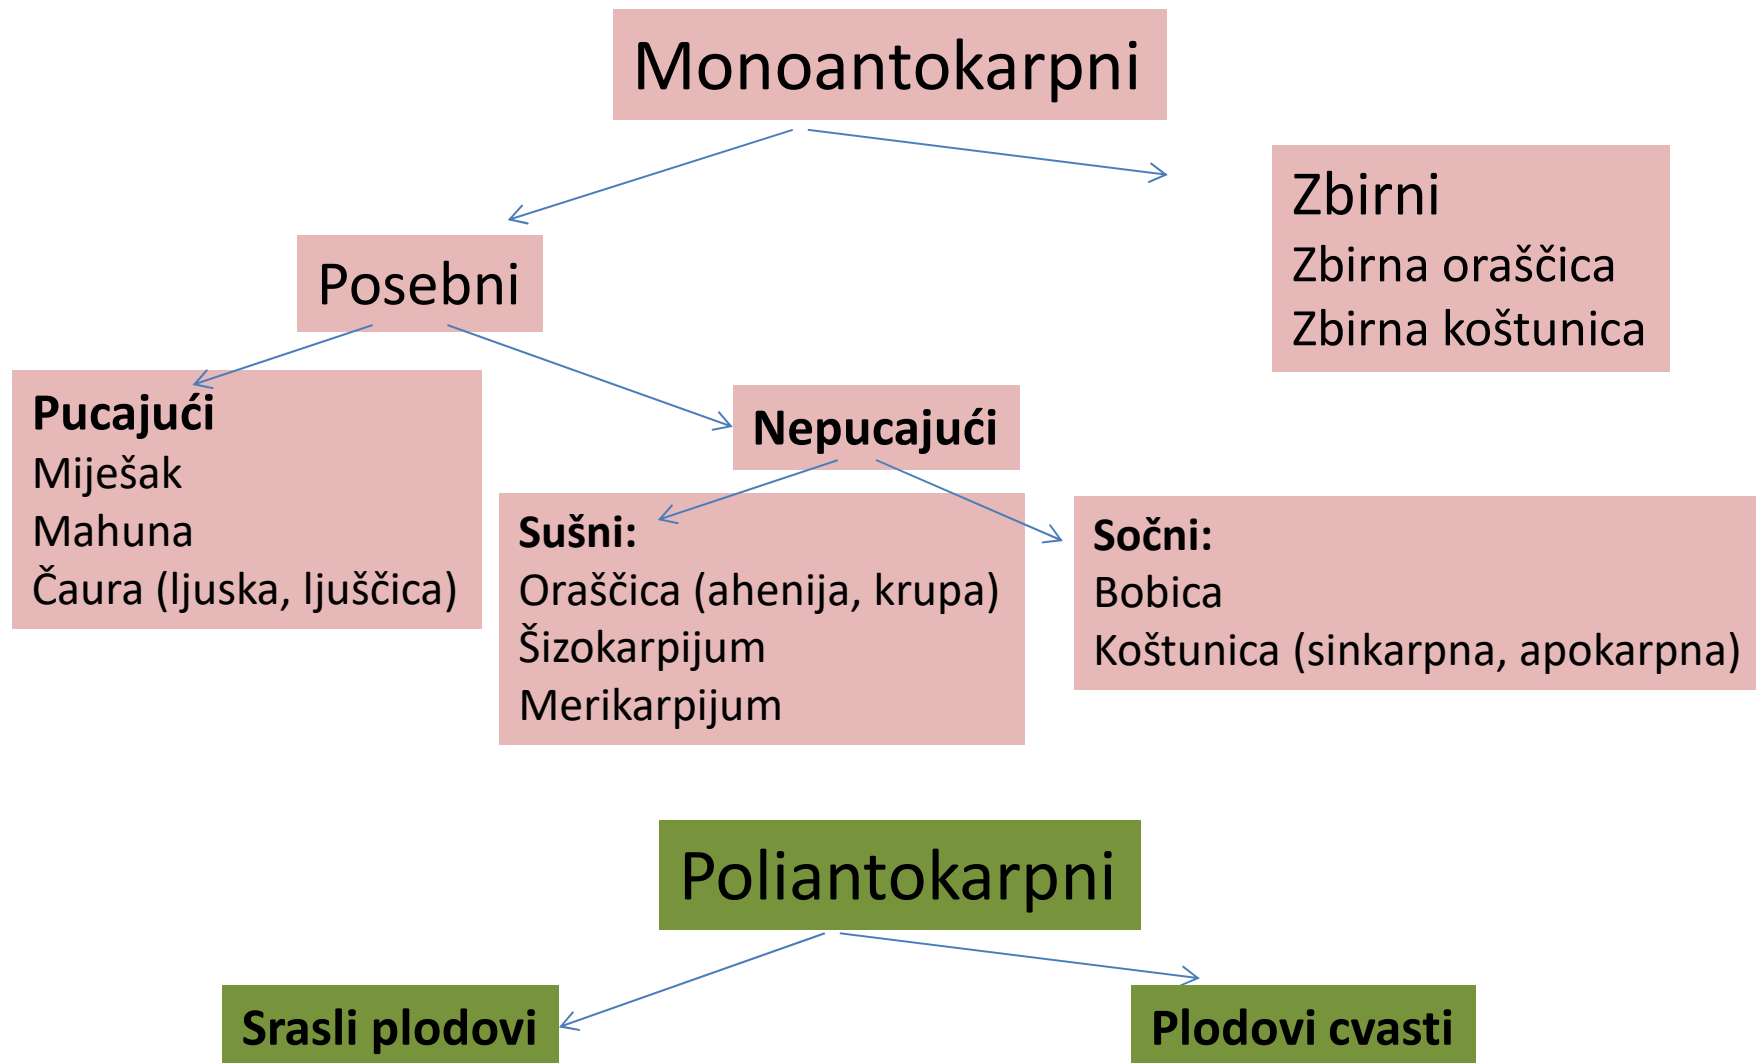 Monoantokarpni
Zbirni
Zbirna oraščica
Zbirna koštunica
Posebni
Pucajući
Miješak
Mahuna
Čaura (ljuska, ljuščica)
Nepucajući
Sušni:
Oraščica (ahenija, krupa)
Šizokarpijum
Merikarpijum
Sočni:
Bobica
Koštunica (sinkarpna, apokarpna)
Poliantokarpni
Srasli plodovi
Plodovi cvasti